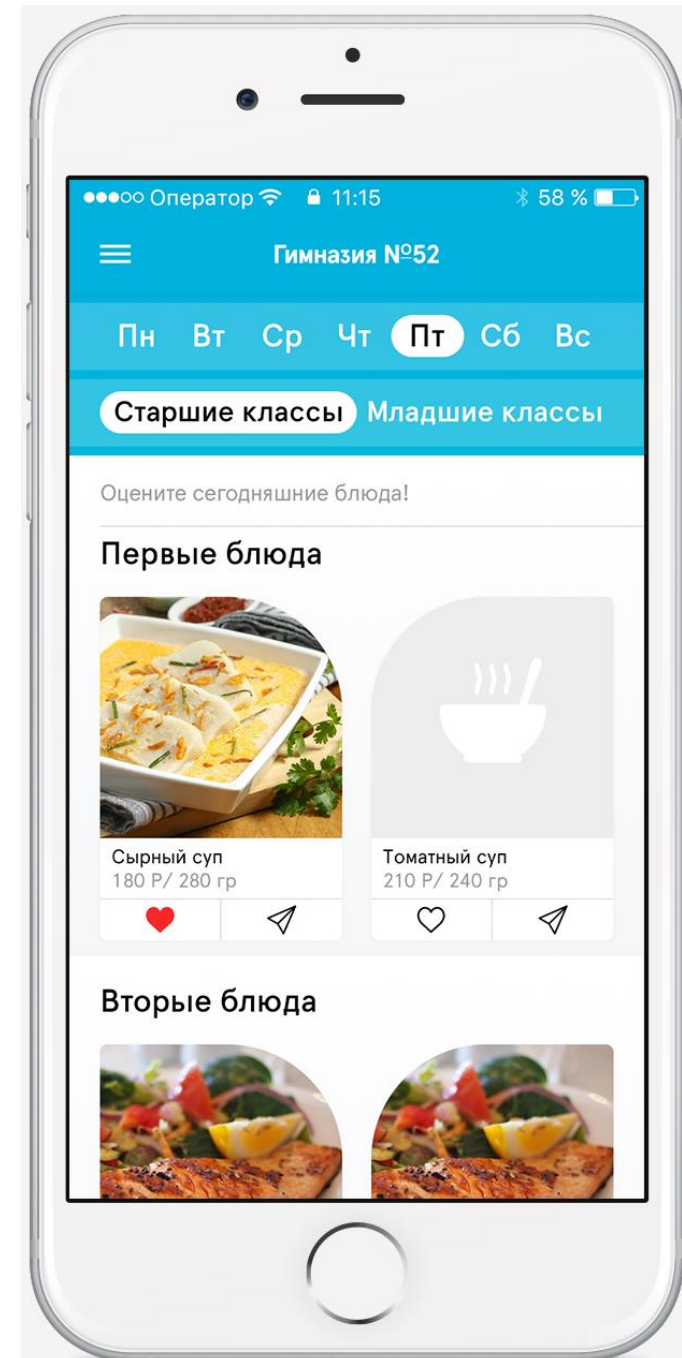 Оператор 11:15 58 %
Гимназия №52
Пн Вт Ср Чт Пт Сб Вс
Старшие классы Младшие классы
Оцените сегодняшние блюда!
Первые блюда
Сырный суп
180 Р/ 280 гр
Томатный суп
210 Р/ 240 гр
Вторые блюда